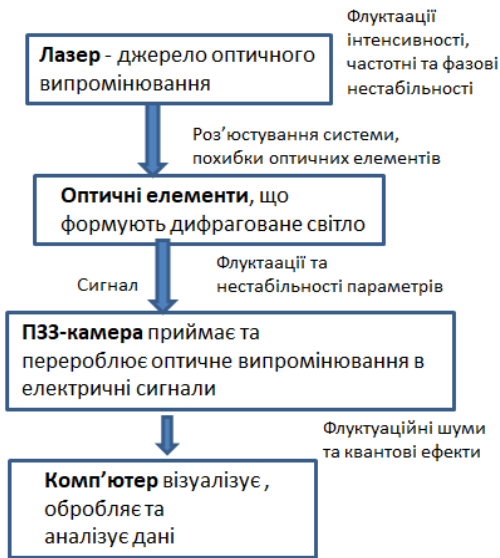 Флуктаації
інтенсивності,
частотні та фазові
нестабільності
Лазер - джерело оптичного
випромінювання
Роз’юстування системи,
похибки оптичних елементів
Оптичні елементи, що
формують дифраговане світло
Сигнал
Флуктаації та
нестабільності параметрів
ПЗЗ-камера приймає та
перероблює оптичне випромінювання в
електричні сигнали
Флуктуаційні шуми
та квантові ефекти
Комп’ютер візуалізує ,
обробляє та
аналізує дані